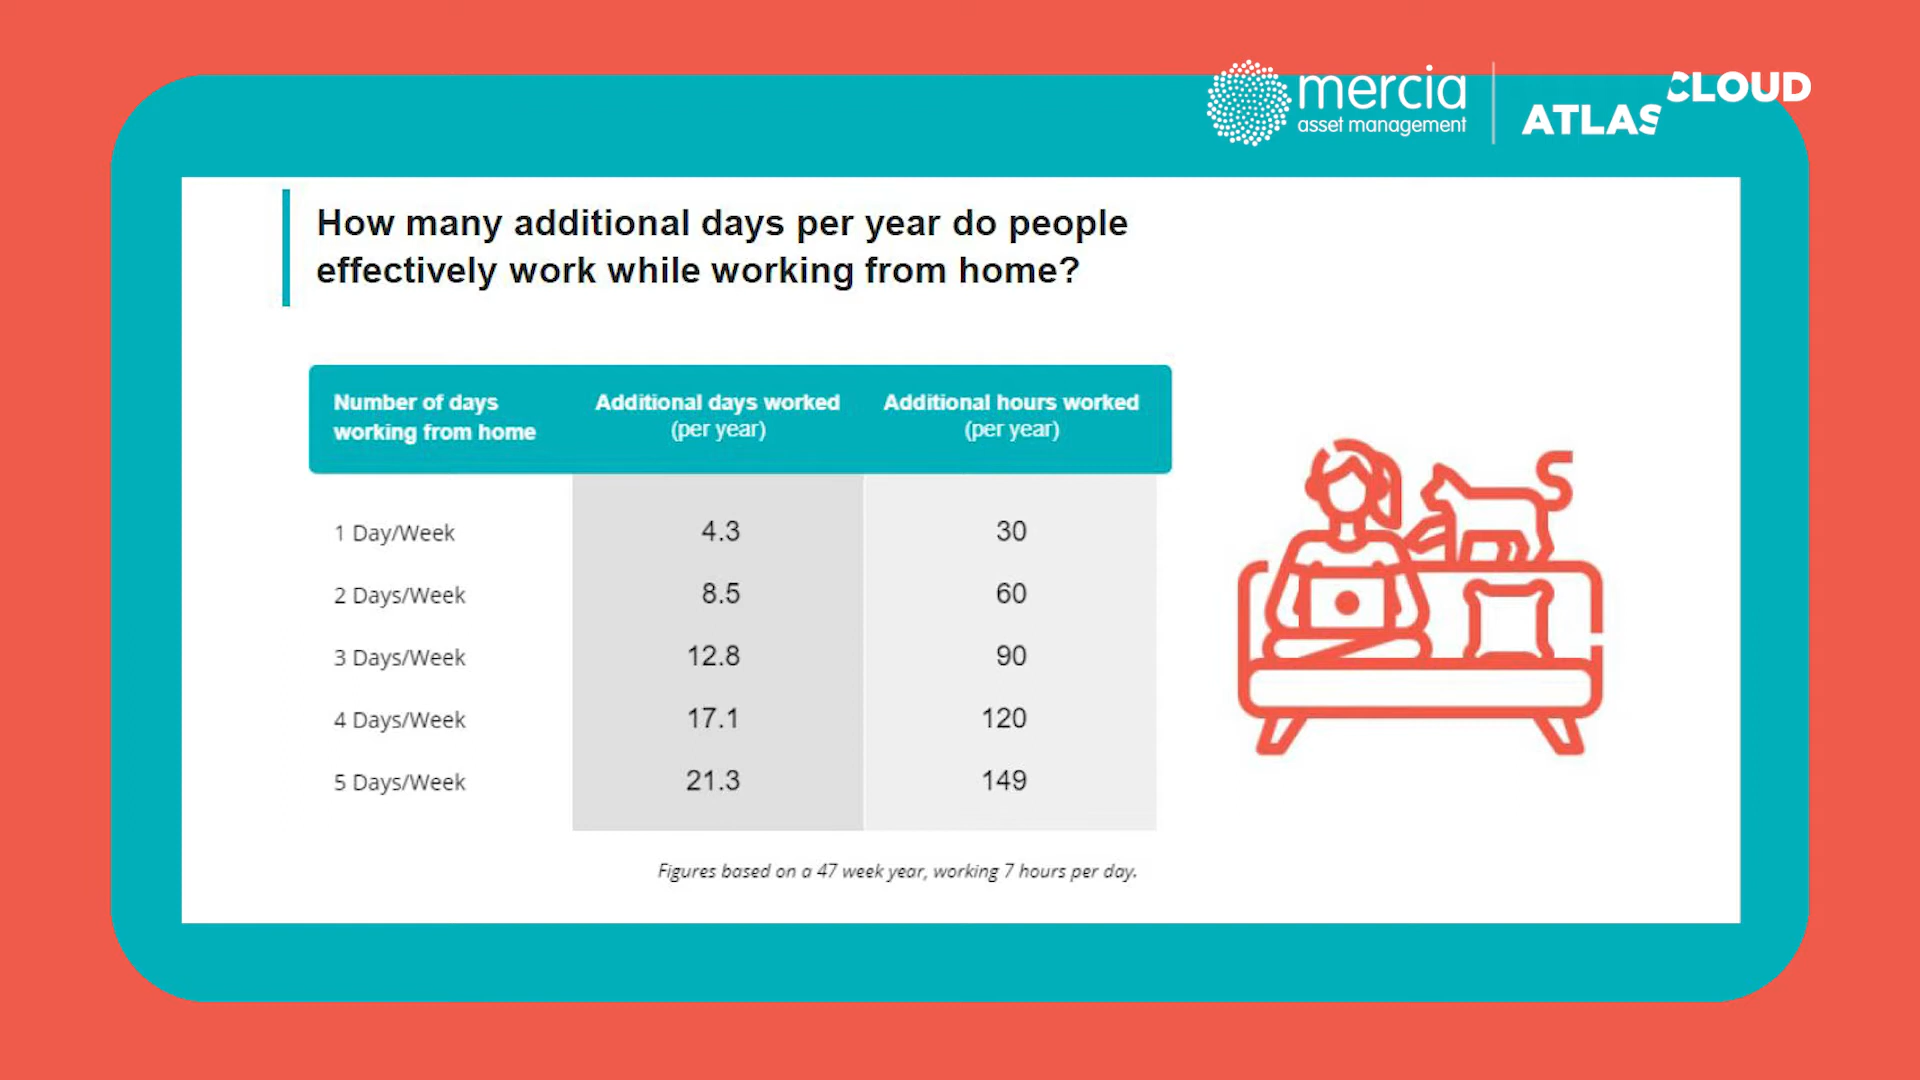 mercia
asset management
ATLAS CLOUD
How many additional days per year do people
effectively work while working from home?
Number of days
working from home
Additional days worked
(per year)
Additional hours worked
(per year)
1 Day/Week 4.3 30
2 Days/Week 8.5 60
3 Days/Week 12.8 90
4 Days/Week 17.1 120
5 Days/Week 21.3 149
Figures based on a 47 week year, working 7 hours per day.